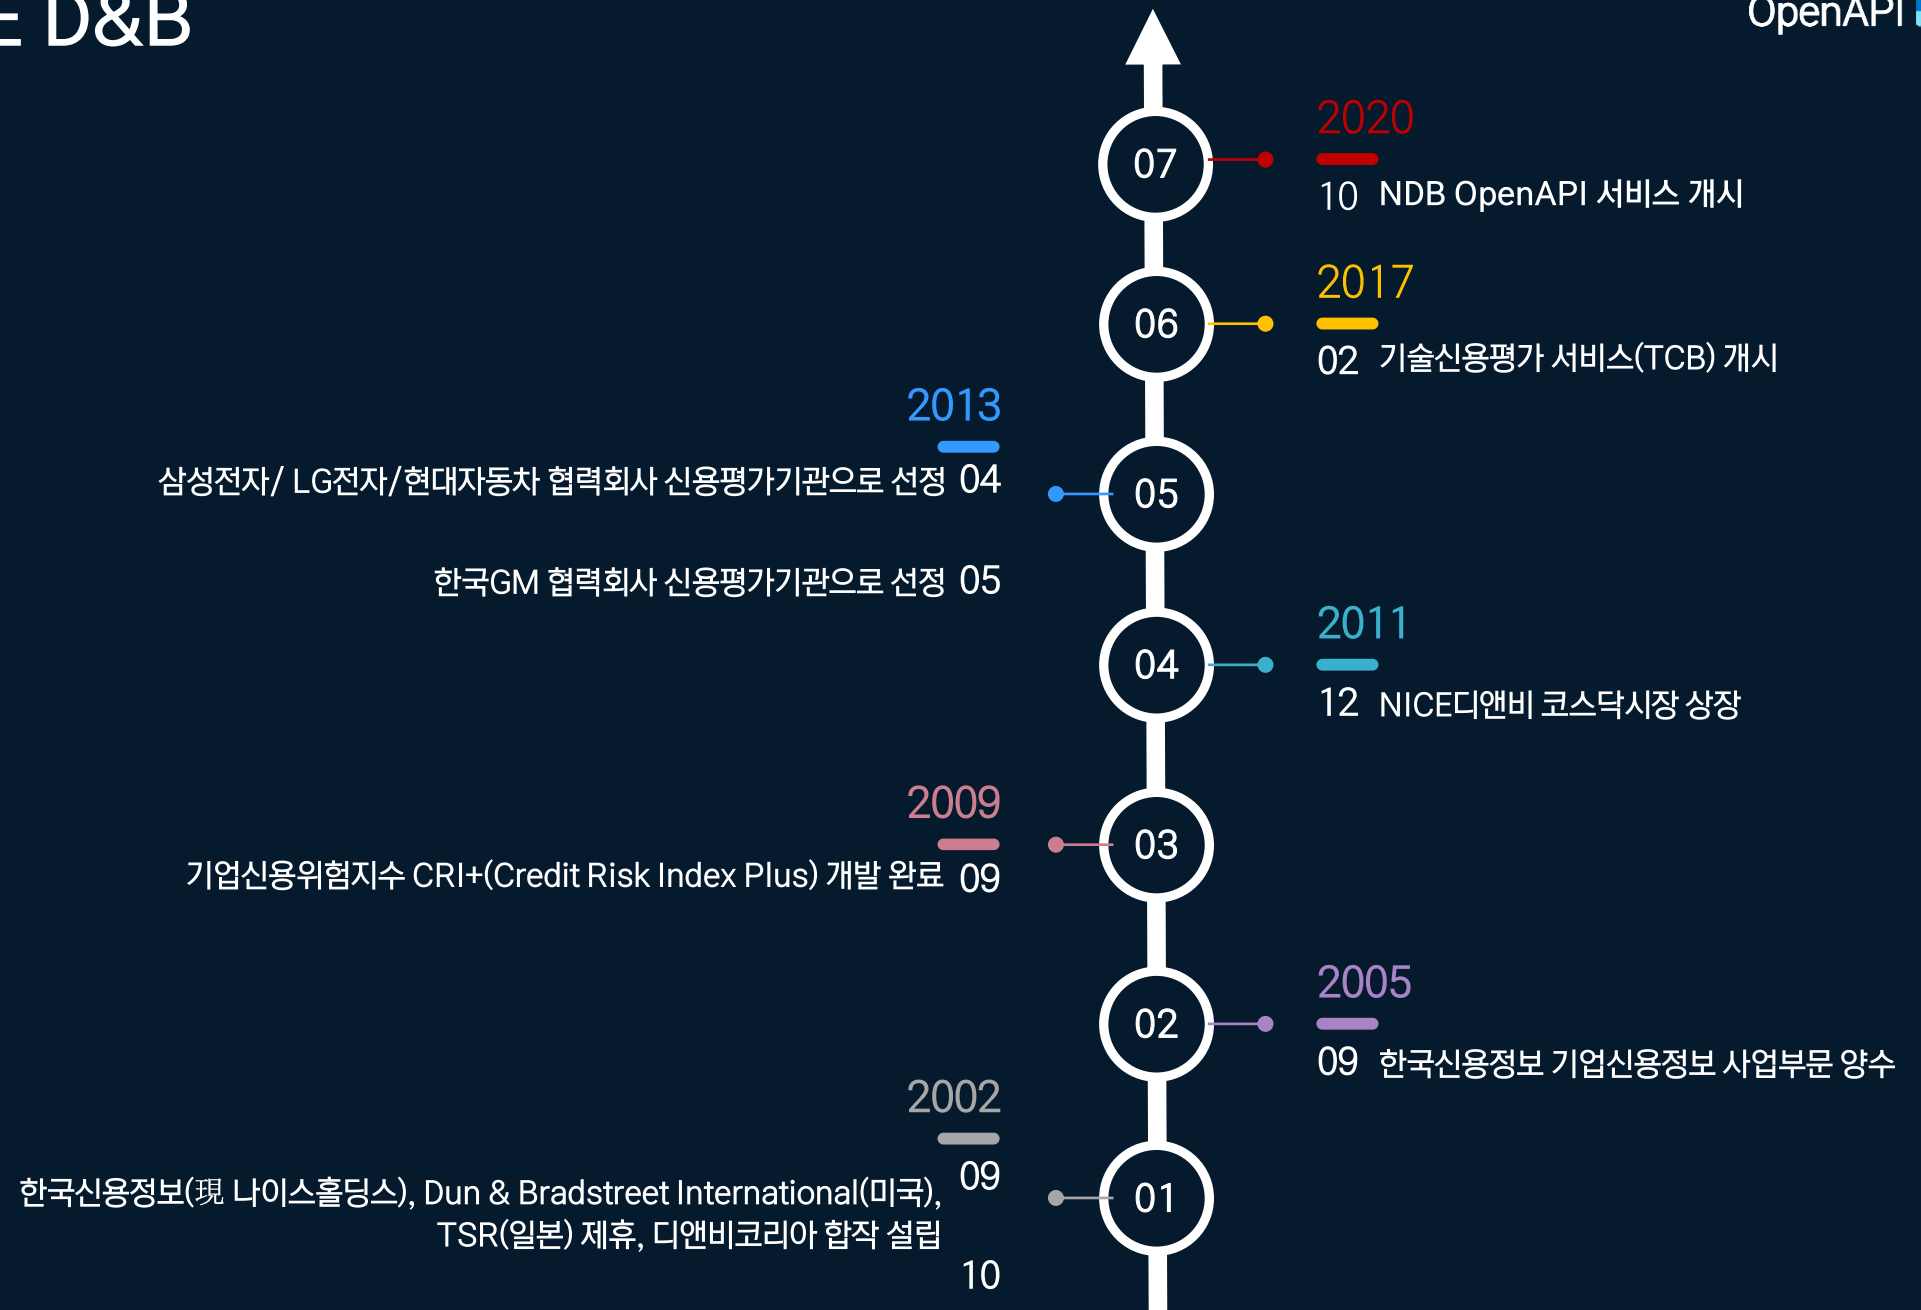 E D&B
OpenAPI
07
2020
10 NDB OpenAPI 서비스 개시
06
2017
02 기술신용평가 서비스(TCB) 개시
2013
삼성전자/ LG전자/현대자동차 협력회사 신용평가기관으로 선정 04
05
한국GM 협력회사 신용평가기관으로 선정 05
04
2011
12 NICE디앤비 코스닥시장 상장
2009
03
기업신용위험지수 CRI+(Credit Risk Index Plus) 개발 완료 09
02
2005
09 한국신용정보 기업신용정보 사업부문 양수
2002
09
한국신용정보(現 나이스홀딩스), Dun & Bradstreet International(미국),
TSR(일본) 제휴, 디앤비코리아 합작 설립
01
10